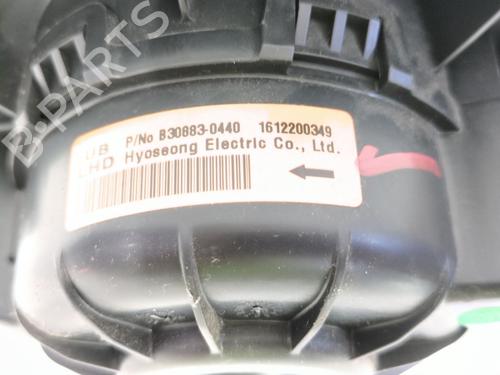 B-Parts
UB P/No B30883-0440 1612200349
LHD Hyoseong Electric Co., Ltd.